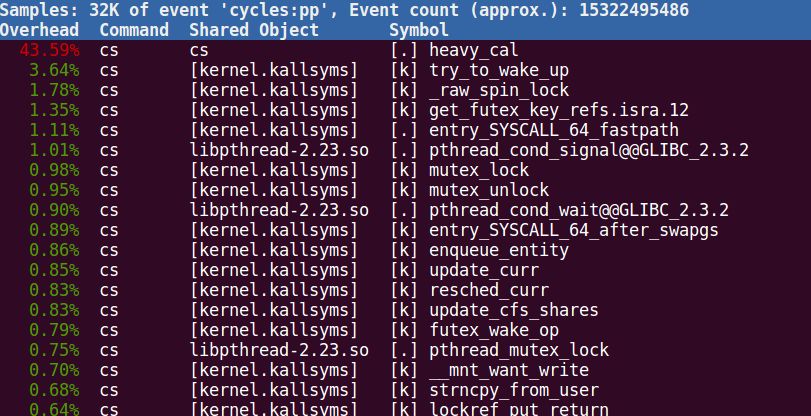 Samples: 32K of event 'cycles:pp', Event count (approx.): 15322495486
Overhead  Command  Shared Object       Symbol
43.59%  cs       cs                  [.] heavy_cal
3.64%  cs       [kernel.kallsyms]   [k] try_to_wake_up
1.78%  cs       [kernel.kallsyms]   [k] _raw_spin_lock
1.35%  cs       [kernel.kallsyms]   [k] get_futex_key_refs.isra.12
1.11%  cs       [kernel.kallsyms]   [.] entry_SYSCALL_64_fastpath
1.01%  cs       libpthread-2.23.so  [.] pthread_cond_signal@@GLIBC_2.3.2
0.98%  cs       [kernel.kallsyms]   [k] mutex_lock
0.95%  cs       [kernel.kallsyms]   [k] mutex_unlock
0.90%  cs       libpthread-2.23.so  [.] pthread_cond_wait@@GLIBC_2.3.2
0.89%  cs       [kernel.kallsyms]   [k] entry_SYSCALL_64_after_swapgs
0.86%  cs       [kernel.kallsyms]   [k] enqueue_entity
0.85%  cs       [kernel.kallsyms]   [k] update_curr
0.83%  cs       [kernel.kallsyms]   [k] resched_curr
0.83%  cs       [kernel.kallsyms]   [k] update_cfs_shares
0.79%  cs       [kernel.kallsyms]   [k] futex_wake_op
0.75%  cs       libpthread-2.23.so  [.] pthread_mutex_lock
0.70%  cs       [kernel.kallsyms]   [k] __mnt_want_write
0.68%  cs       [kernel.kallsyms]   [k] strncpy_from_user
0.64%  cs       [kernel.kallsyms]   [k] lockref_put_return